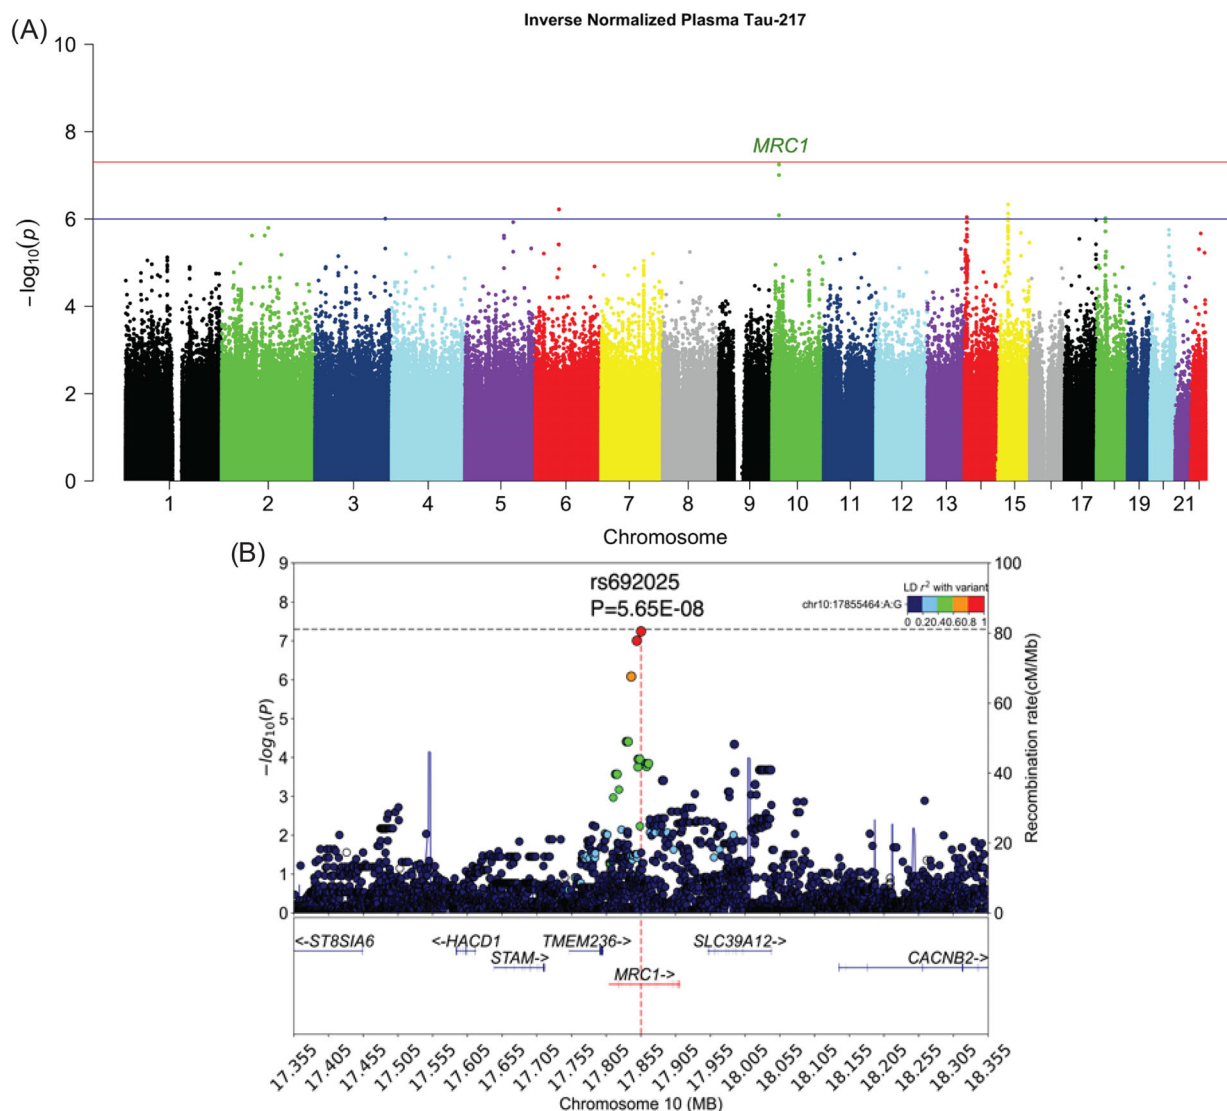 (A)
Inverse Normalized Plasma Tau-217
10
8
6
4
2
0
−log10(p)
MRC1
1 2 3 4 5 6 7 8 9 10 11 12 13 15 17 19 21
Chromosome
(B)
9
8
7
6
5
4
3
2
1
0
−log10(P)
rs692025
P=5.65E-08
LD r² with variant
chr10:17855464:A:G
0 0.20.40.60.8 1
100
80
60
40
20
0
Recombination rate(cM/Mb)
<-ST8SIA6 <-HACD1 TMEM236-> SLC39A12-> CACNB2->
STAM-> MRC1->
17.355 17.405 17.455 17.505 17.555 17.605 17.655 17.705 17.755 17.805 17.855 17.905 17.955 18.005 18.055 18.105 18.155 18.205 18.255 18.305 18.355
Chromosome 10 (MB)